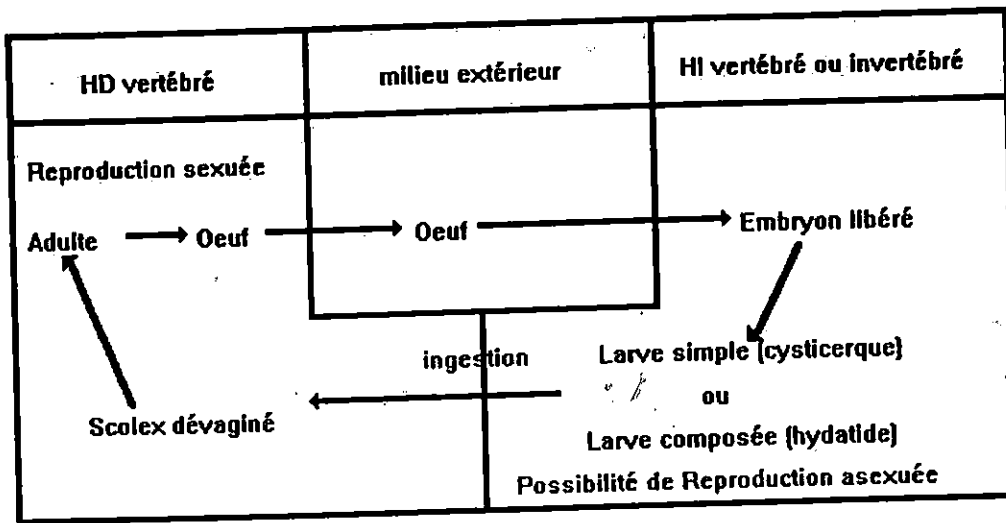 HD vertébré
milieu extérieur
HI vertébré ou invertébré
Reproduction sexuée
Adulte
Oeuf
Oeuf
Embryon libéré
ingestion
Larve simple (cysticerque)
ou
Scolex dévaginé
Larve composée (hydatide)
Possibilité de Reproduction asexuée